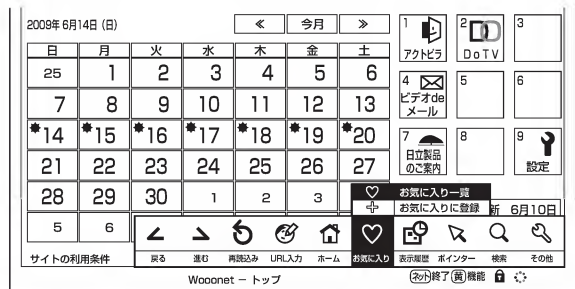 2009年 6月14日（日）
≪ 今月 ≫
日 月 火 水 木 金 土
25 1 2 3 4 5 6
7 8 9 10 11 12 13
14 15 16 17 18 19 20
21 22 23 24 25 26 27
28 29 30 1 2 3
5 6
1 アクトビラ
2 DoTV
3
4 ビデオde
メール
5
6
7 日立製品
のご案内
8
9 設定
お気に入り一覧
お気に入りに登録
新 6月10日
サイトの利用条件
戻る 進む 再読込み URL入力 ホーム お気に入り 表示履歴 ポインター 検索 その他
Wooonet − トップ
ネット終了 黄 機能